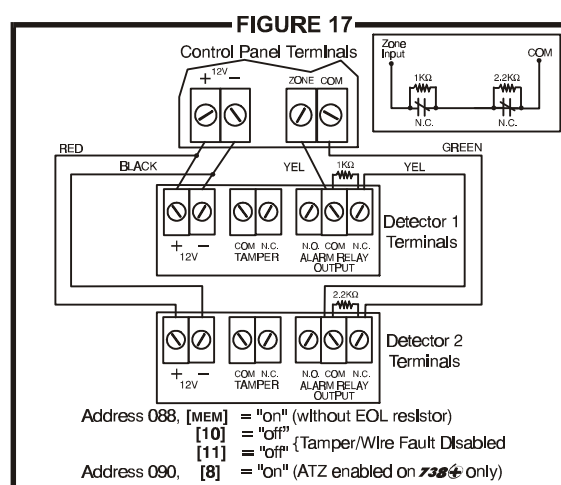 FIGURE 17
Control Panel Terminals
+ 12V −
ZONE COM
Zone Input
COM
1KΩ
2.2KΩ
N.C.
N.C.
RED
BLACK
YEL
1KΩ
YEL
GREEN
+ −
12V
COM N.C.
TAMPER
N.O. COM N.C.
ALARM RELAY
OUTPUT
Detector 1
Terminals
2.2KΩ
+ −
12V
COM N.C.
TAMPER
N.O. COM N.C.
ALARM RELAY
OUTPUT
Detector 2
Terminals
Address 088, [MEM] = "on" (without EOL resistor)
[10] = "off"
[11] = "off" {Tamper/Wire Fault Disabled
Address 090, [8] = "on" (ATZ enabled on 738+ only)